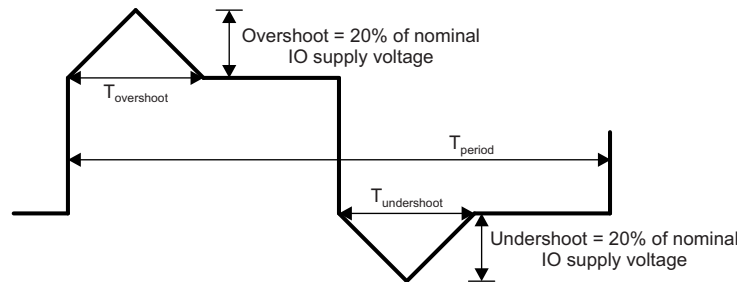 Overshoot = 20% of nominal
IO supply voltage
Tovershoot
Tperiod
Tundershoot
Undershoot = 20% of nominal
IO supply voltage